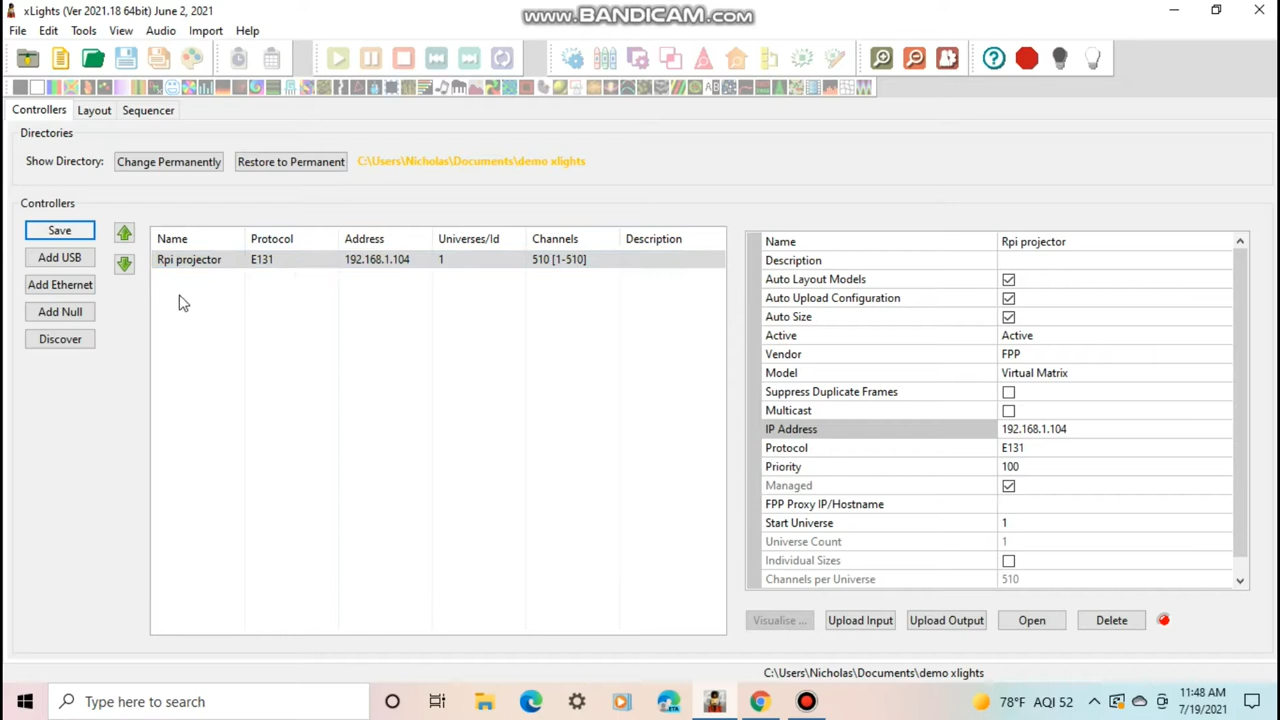 xLights (Ver 2021.18 64bit) June 2, 2021
www.BANDICAM.com
File Edit Tools View Audio Import Help
Controllers Layout Sequencer
Directories
Show Directory: Change Permanently Restore to Permanent C:\Users\Nicholas\Documents\demo xlights
Controllers
Save
Add USB
Add Ethernet
Add Null
Discover
Name Protocol Address Universes/Id Channels Description
Rpi projector E131 192.168.1.104 1 510 [1-510]
Name Rpi projector
Description
Auto Layout Models
Auto Upload Configuration
Auto Size
Active Active
Vendor FPP
Model Virtual Matrix
Suppress Duplicate Frames
Multicast
IP Address 192.168.1.104
Protocol E131
Priority 100
Managed
FPP Proxy IP/Hostname
Start Universe 1
Universe Count 1
Individual Sizes
Channels per Universe 510
Visualise ... Upload Input Upload Output Open Delete
C:\Users\Nicholas\Documents\demo xlights
Type here to search
78°F AQI 52
11:48 AM
7/19/2021